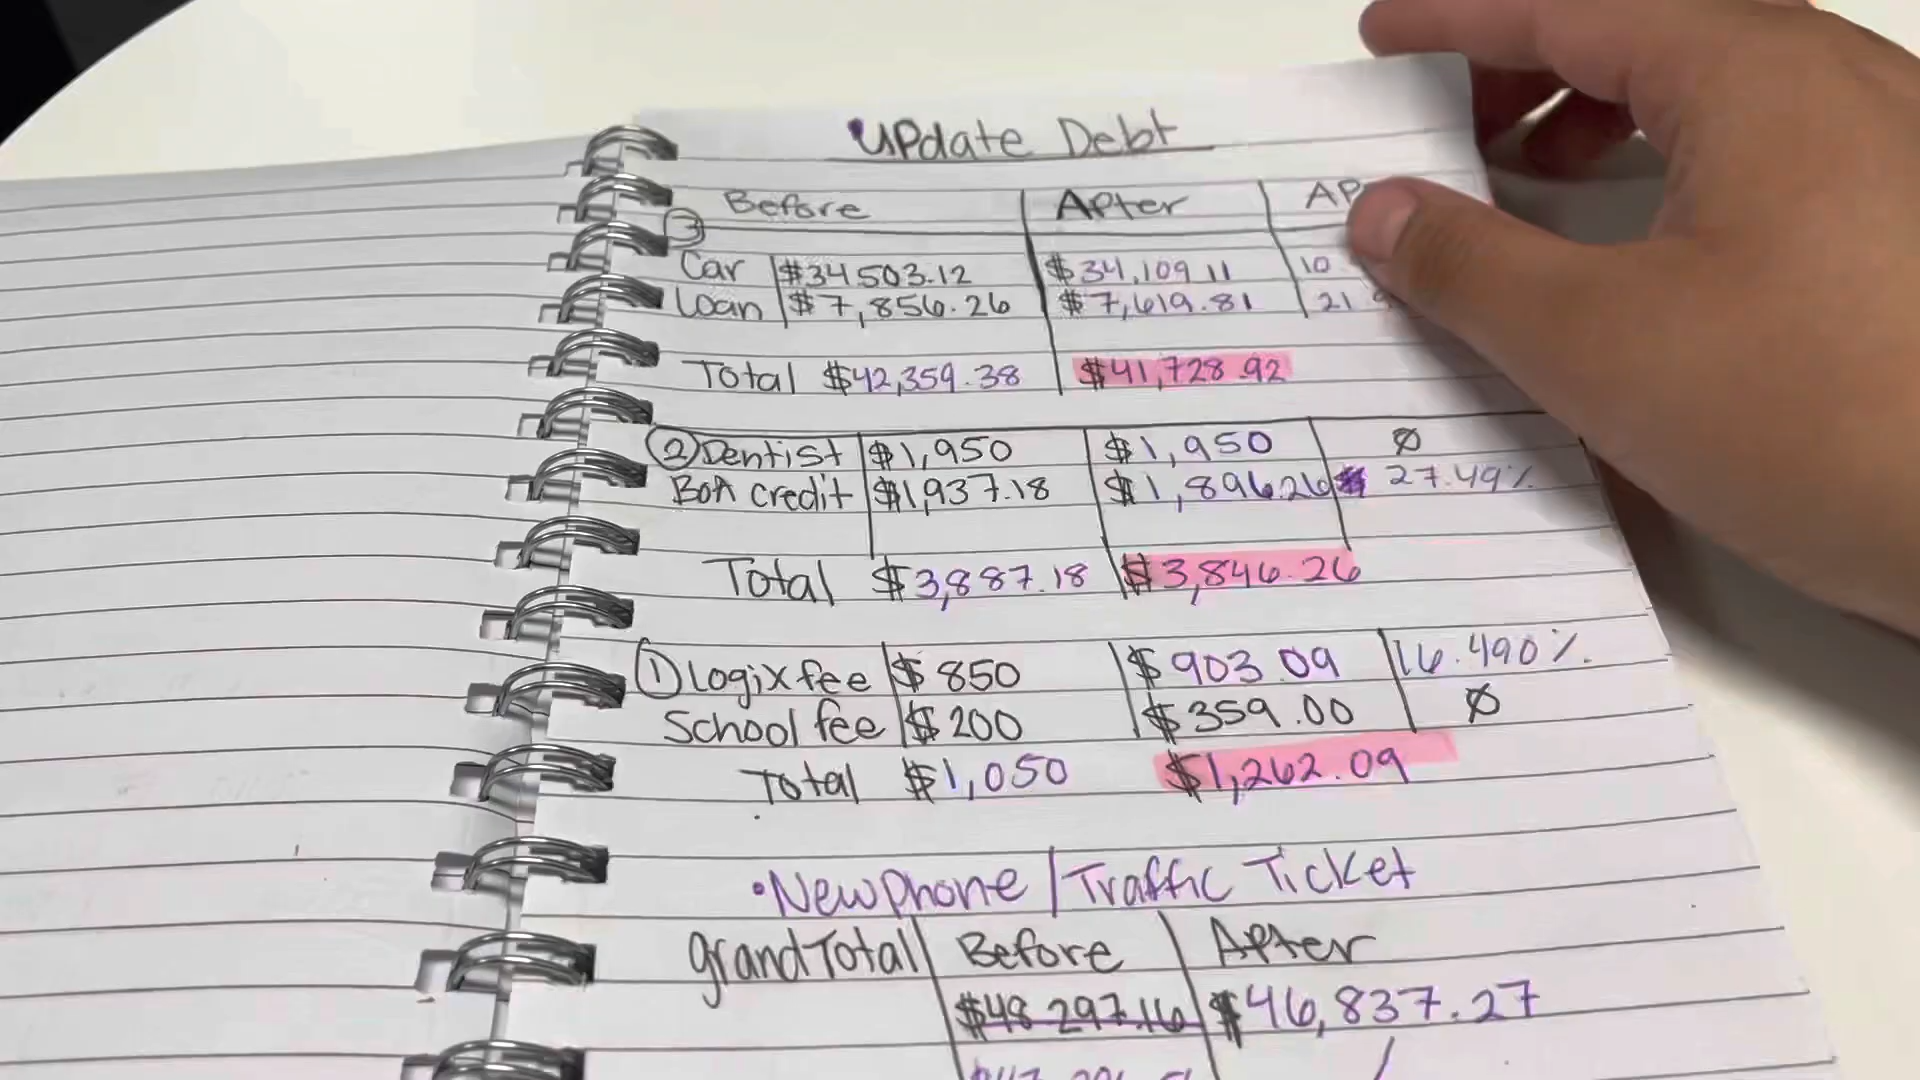 Update Debt
Before After AP
③
Car $34,503.12 $34,109.11 10
Loan $7,856.26 $7,619.81 21.9
Total $42,359.38 $41,728.92
② Dentist $1,950 $1,950 Ø
BoA credit $1,937.18 $1,896.26 27.49%
Total $3,887.18 $3,846.26
① Logix fee $850 $903.09 16.490%
School fee $200 $359.00 Ø
Total $1,050 $1,262.09
• New phone / Traffic Ticket
grand Total Before After
$48,297.16 $46,837.27